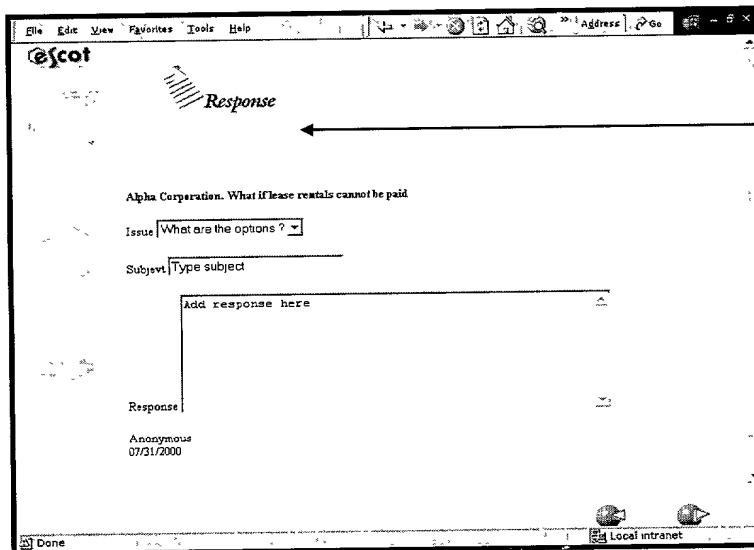 File Edit View Favorites Tools Help » Address Go
escot
Response
Alpha Corporation. What if lease rentals cannot be paid
Issue What are the options ?
Subject Type subject
Add response here
Response
Anonymous
07/31/2000
Done Local intranet